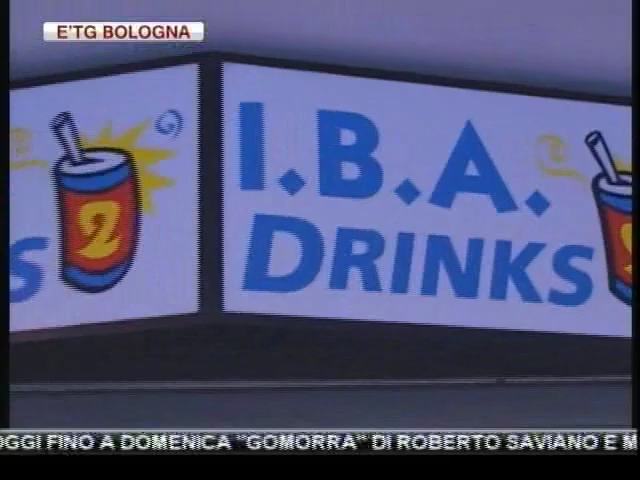 E'TG BOLOGNA
2
I.B.A.
DRINKS
S
OGGI FINO A DOMENICA "GOMORRA" DI ROBERTO SAVIANO E M